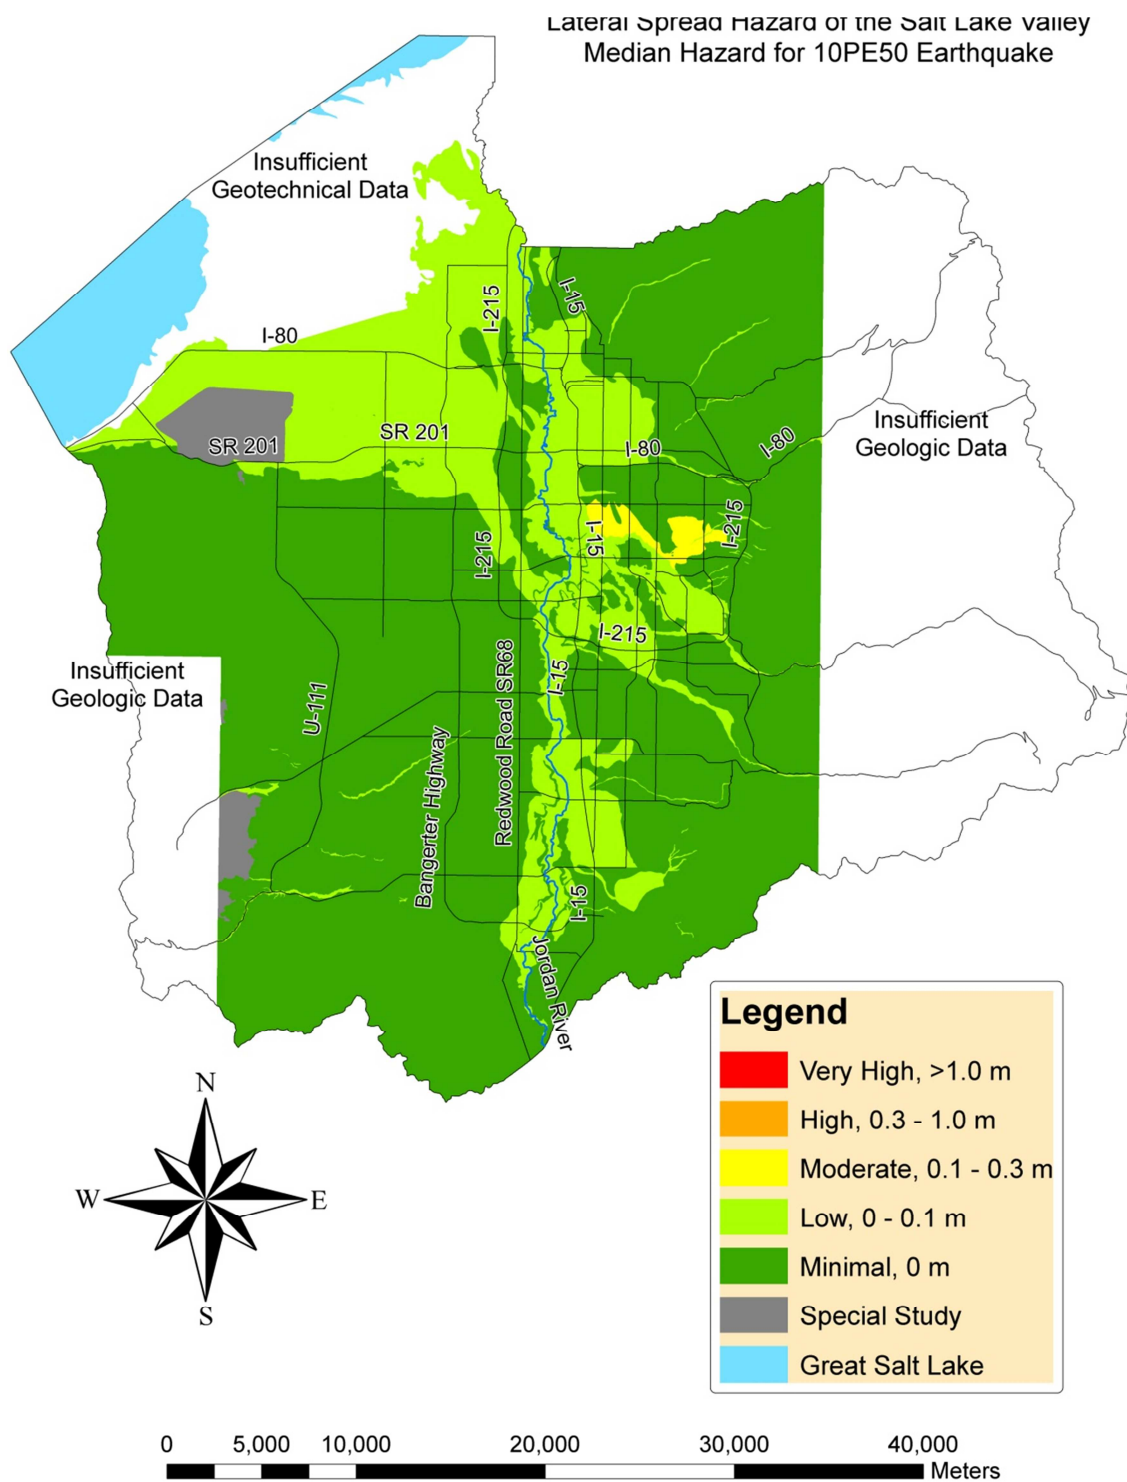 Lateral Spread Hazard of the Salt Lake Valley
Median Hazard for 10PE50 Earthquake
Insufficient
Geotechnical Data
I-15
I-215
I-80
Insufficient
Geologic Data
SR 201
SR 201
I-80
I-80
I-215
I-15
I-215
I-215
Insufficient
Geologic Data
I-15
U-111
Redwood Road SR68
Bangerter Highway
I-15
Jordan River
Legend
Very High, >1.0 m
High, 0.3 - 1.0 m
Moderate, 0.1 - 0.3 m
Low, 0 - 0.1 m
Minimal, 0 m
Special Study
Great Salt Lake
N
W
E
S
0 5,000 10,000 20,000 30,000 40,000
Meters